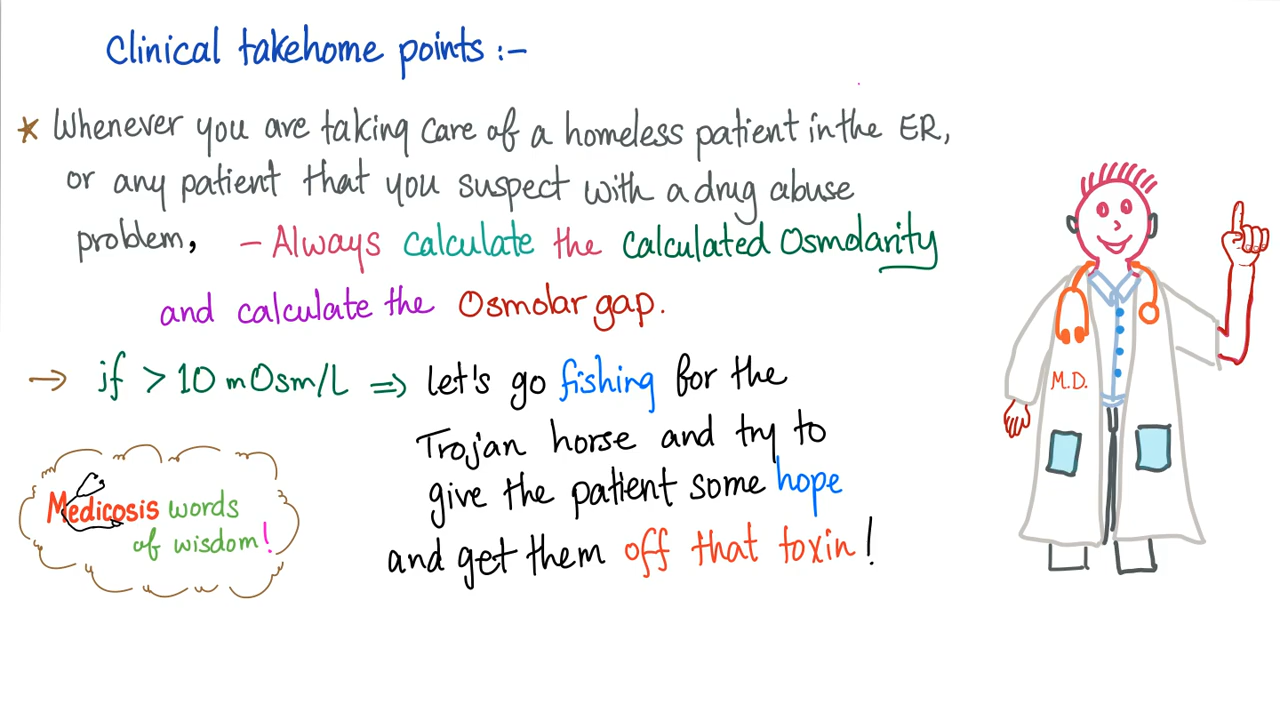 Clinical takehome points :-
* Whenever you are taking care of a homeless patient in the ER,
or any patient that you suspect with a drug abuse
problem, - Always calculate the calculated Osmolarity
and calculate the Osmolar gap.
→ if > 10 mOsm/L ⇒ Let's go fishing for the
Trojan horse and try to
give the patient some hope
and get them off that toxin!
Medicosis words
of wisdom!
M.D.